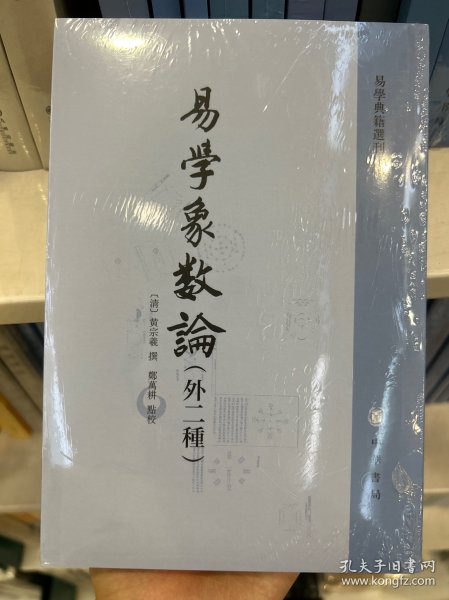 易學典籍選刊
易學象数論（外二種）
〔清〕黄宗羲 撰 鄭萬耕 點校
中華書局
孔夫子旧书网
www.kongfz.com